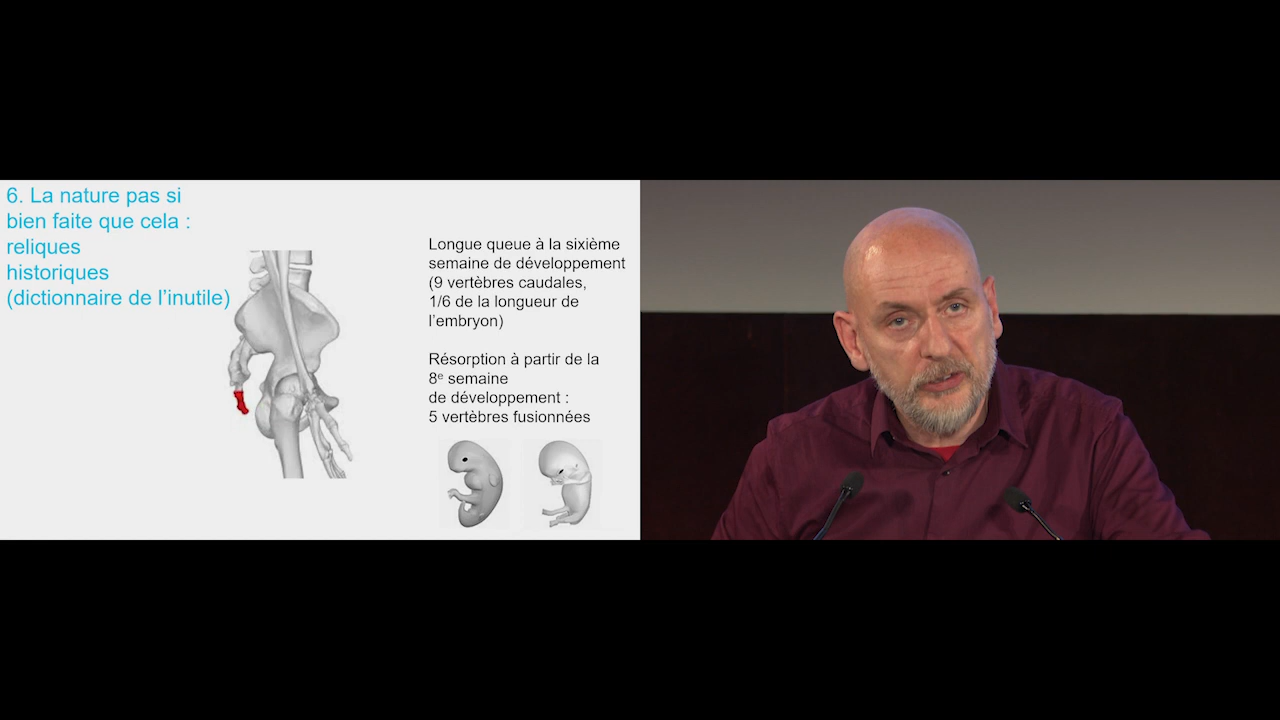 6. La nature pas si
bien faite que cela :
reliques
historiques
(dictionnaire de l’inutile)
Longue queue à la sixième
semaine de développement
(9 vertèbres caudales,
1/6 de la longueur de
l’embryon)
Résorption à partir de la
8e semaine
de développement :
5 vertèbres fusionnées